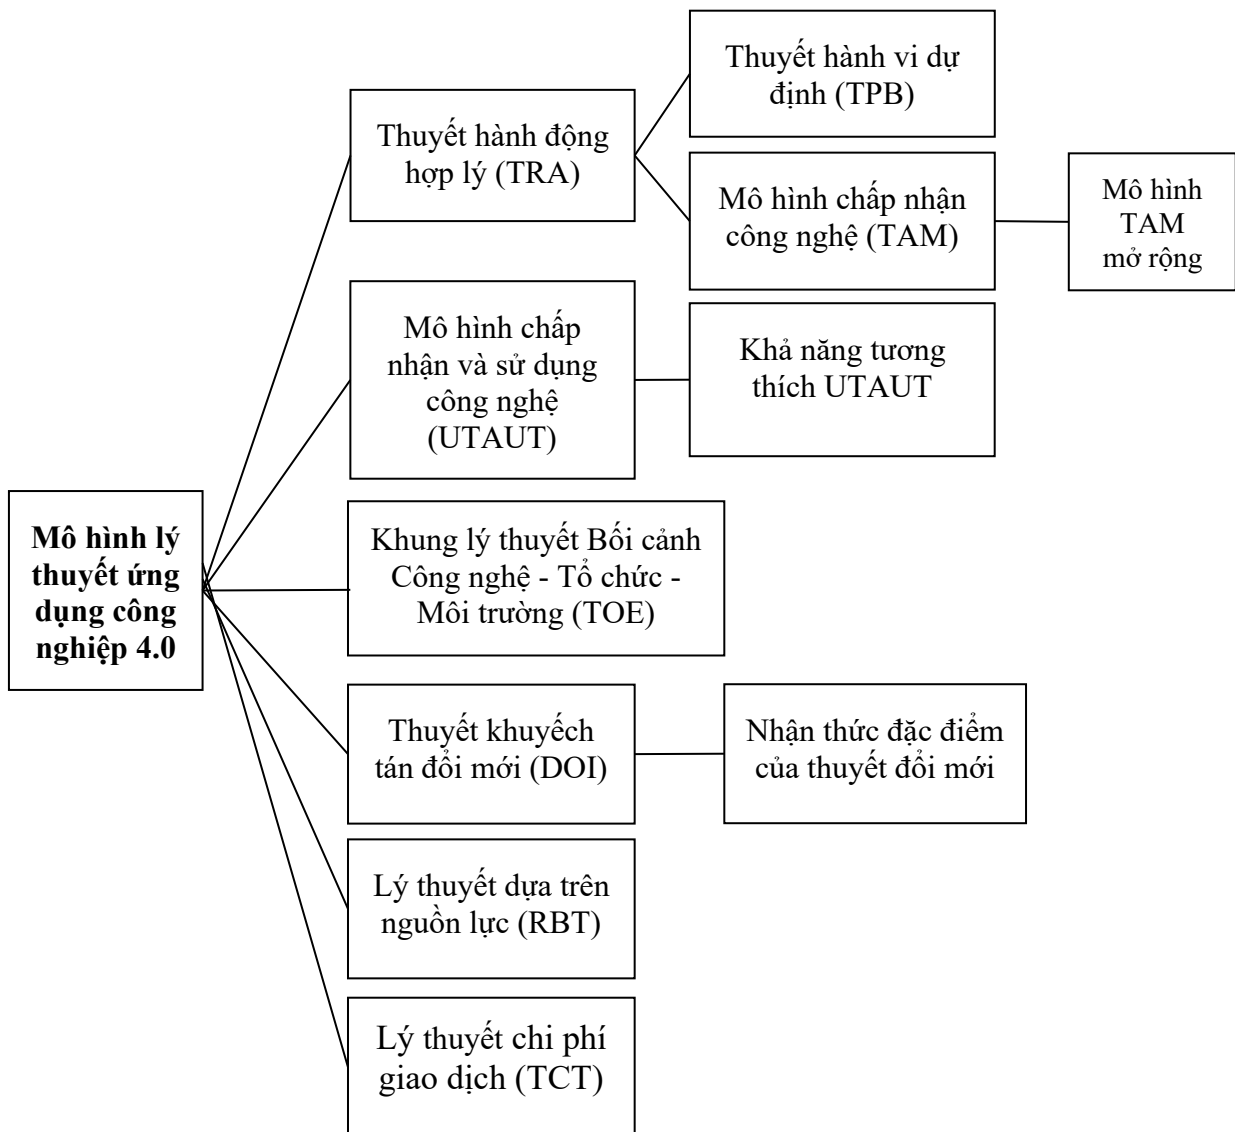 Thuyết hành vi dự
định (TPB)
Thuyết hành động
hợp lý (TRA)
Mô hình chấp nhận
công nghệ (TAM)
Mô hình
TAM
mở rộng
Mô hình chấp
nhận và sử dụng
công nghệ
(UTAUT)
Khả năng tương
thích UTAUT
Mô hình lý
thuyết ứng
dụng công
nghiệp 4.0
Khung lý thuyết Bối cảnh
Công nghệ - Tổ chức -
Môi trường (TOE)
Thuyết khuyếch
tán đổi mới (DOI)
Nhận thức đặc điểm
của thuyết đổi mới
Lý thuyết dựa trên
nguồn lực (RBT)
Lý thuyết chi phí
giao dịch (TCT)